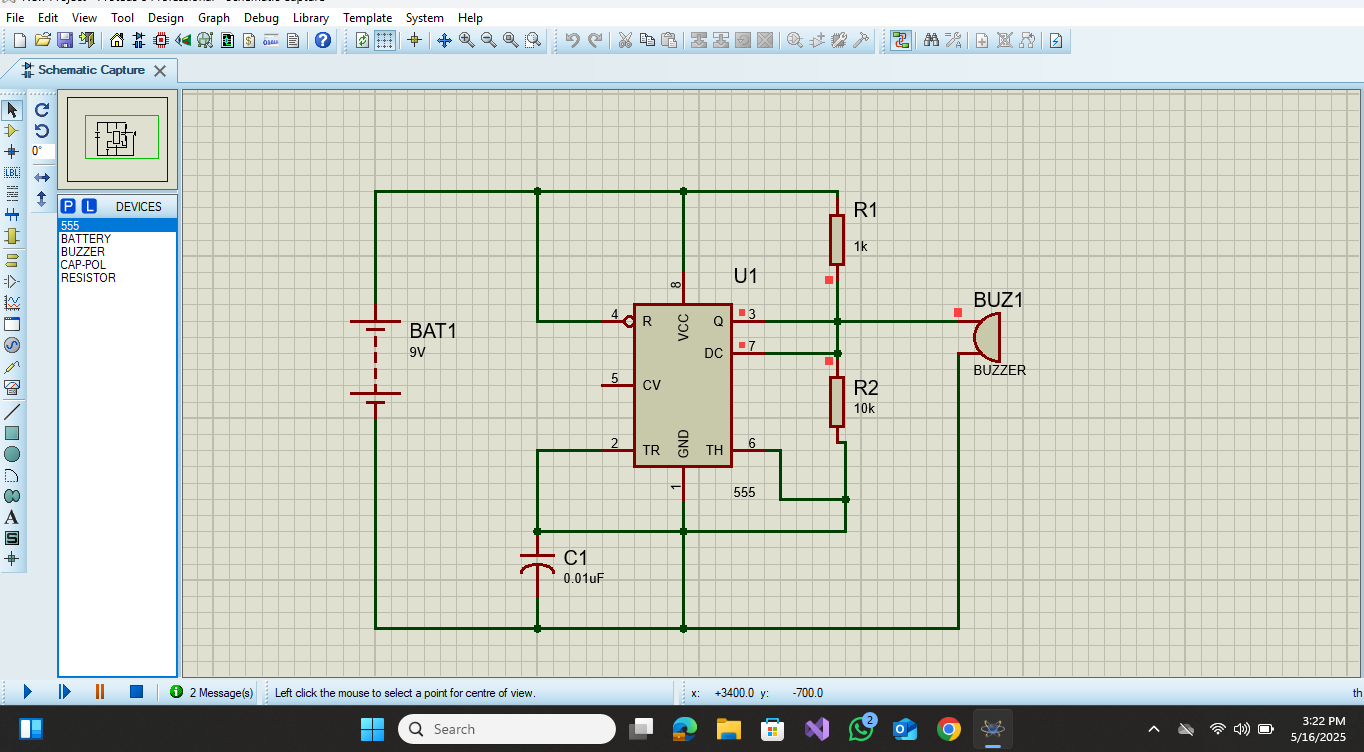 File Edit View Tool Design Graph Debug Library Template System Help
Schematic Capture
0°
P L DEVICES
555
BATTERY
BUZZER
CAP-POL
RESISTOR
LBL
A
S
R1
1k
U1
8
BUZ1
4 R VCC Q 3
BAT1
9V
DC 7
BUZZER
5 CV
R2
10k
2 TR GND TH 6
1
555
C1
0.01uF
2 Message(s) Left click the mouse to select a point for centre of view. x: +3400.0 y: -700.0 th
Search
2
3:22 PM
5/16/2025